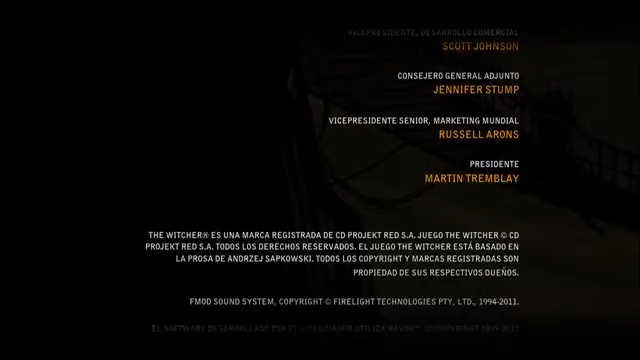 VICEPRESIDENTE, DESARROLLO COMERCIAL
SCOTT JOHNSON
CONSEJERO GENERAL ADJUNTO
JENNIFER STUMP
VICEPRESIDENTE SENIOR, MARKETING MUNDIAL
RUSSELL ARONS
PRESIDENTE
MARTIN TREMBLAY
THE WITCHER® ES UNA MARCA REGISTRADA DE CD PROJEKT RED S.A. JUEGO THE WITCHER © CD
PROJEKT RED S.A. TODOS LOS DERECHOS RESERVADOS. EL JUEGO THE WITCHER ESTÁ BASADO EN
LA PROSA DE ANDRZEJ SAPKOWSKI. TODOS LOS COPYRIGHT Y MARCAS REGISTRADAS SON
PROPIEDAD DE SUS RESPECTIVOS DUEÑOS.
FMOD SOUND SYSTEM, COPYRIGHT © FIRELIGHT TECHNOLOGIES PTY, LTD., 1994-2011.
EL SOFTWARE DESARROLLADO POR EL LICENCIADOR UTILIZA HAVOK™. ©COPYRIGHT 1999-2012